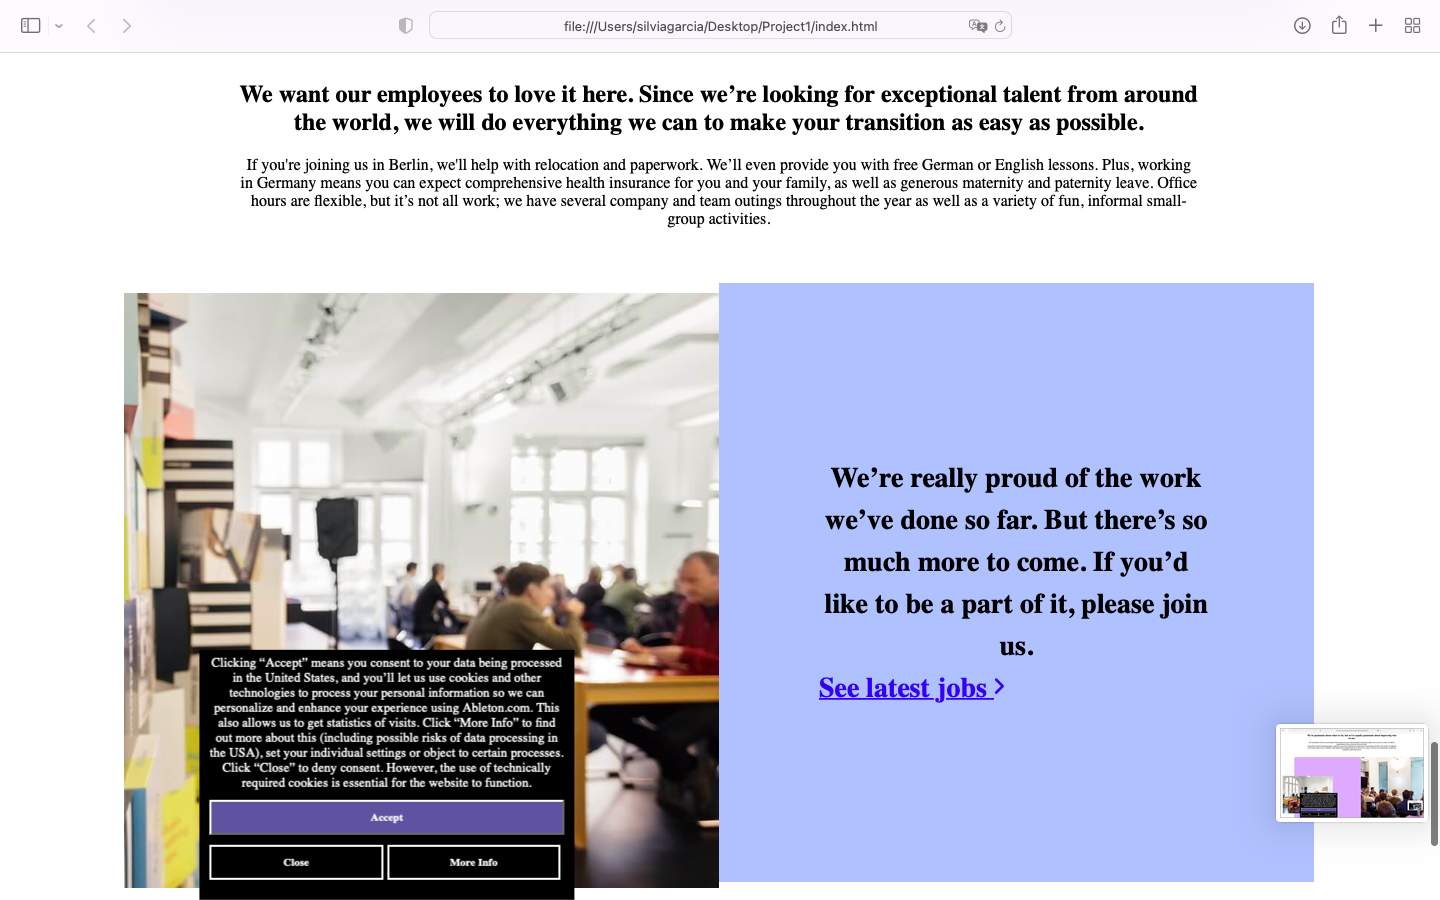 file:///Users/silviagarcia/Desktop/Project1/index.html
We want our employees to love it here. Since we’re looking for exceptional talent from around
the world, we will do everything we can to make your transition as easy as possible.
If you're joining us in Berlin, we'll help with relocation and paperwork. We’ll even provide you with free German or English lessons. Plus, working
in Germany means you can expect comprehensive health insurance for you and your family, as well as generous maternity and paternity leave. Office
hours are flexible, but it’s not all work; we have several company and team outings throughout the year as well as a variety of fun, informal small-
group activities.
We’re really proud of the work
we’ve done so far. But there’s so
much more to come. If you’d
like to be a part of it, please join
us.
See latest jobs
Clicking “Accept” means you consent to your data being processed
in the United States, and you’ll let us use cookies and other
technologies to process your personal information so we can
personalize and enhance your experience using Ableton.com. This
also allows us to get statistics of visits. Click “More Info” to find
out more about this (including possible risks of data processing in
the USA), set your individual settings or object to certain processes.
Click “Close” to deny consent. However, the use of technically
required cookies is essential for the website to function.
Accept
Close
More Info